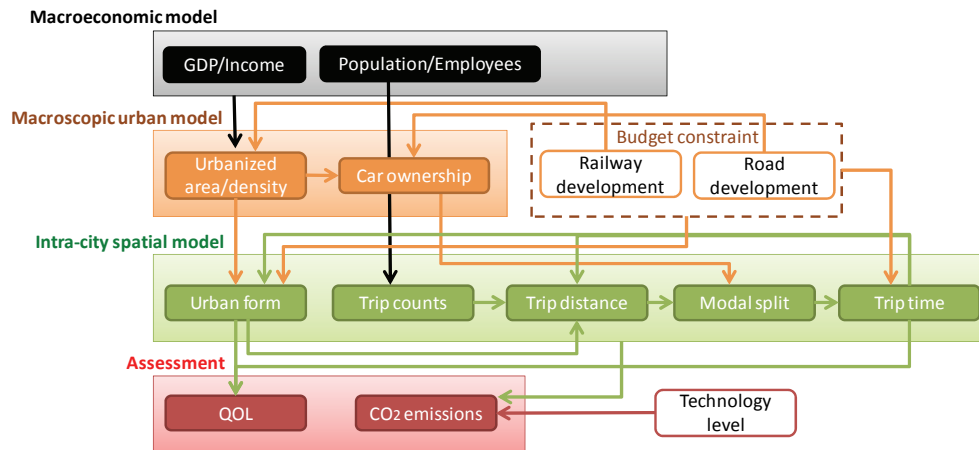 Macroeconomic model
GDP/Income
Population/Employees
Macroscopic urban model
Budget constraint
Urbanized
area/density
Car ownership
Railway
development
Road
development
Intra-city spatial model
Urban form
Trip counts
Trip distance
Modal split
Trip time
Assessment
QOL
CO2 emissions
Technology
level